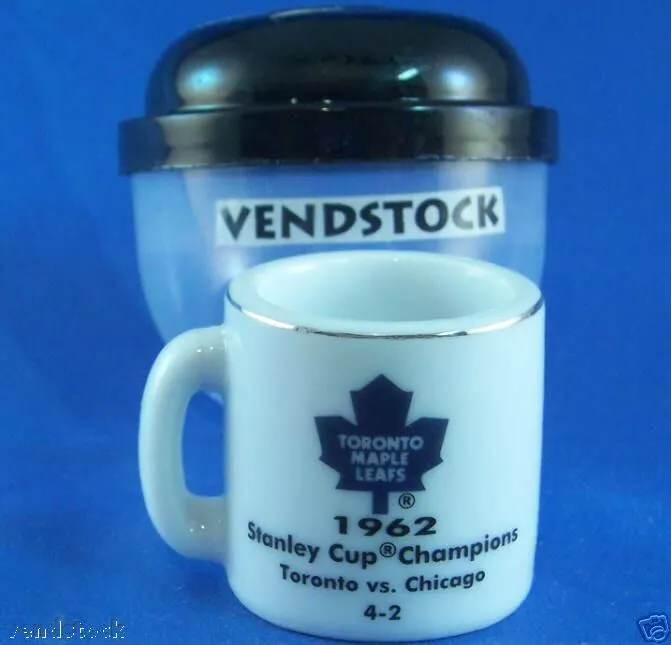 VENDSTOCK
TORONTO
MAPLE
LEAFS
®
1962
Stanley Cup® Champions
Toronto vs. Chicago
4-2
vendstock